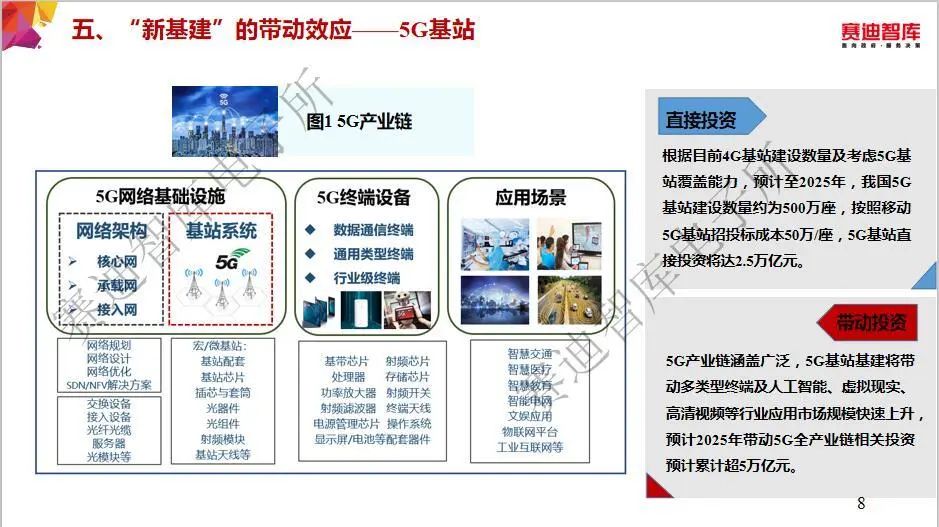 五、“新基建”的带动效应——5G基站
赛迪智库
面向政府·服务决策
5G
图1 5G产业链
5G网络基础设施
网络架构
核心网
承载网
接入网
基站系统
5G
网络规划
网络设计
网络优化
SDN/NFV解决方案
交换设备
接入设备
光纤光缆
服务器
光模块等
宏/微基站：
基站配套
基站芯片
插芯与套筒
光器件
光组件
射频模块
基站天线等
5G终端设备
数据通信终端
通用类型终端
行业级终端
基带芯片 射频芯片
处理器 存储芯片
功率放大器 射频开关
射频滤波器 终端天线
电源管理芯片 操作系统
显示屏/电池等配套器件
应用场景
智慧交通
智慧医疗
智慧教育
智能电网
文娱应用
物联网平台
工业互联网等
直接投资
根据目前4G基站建设数量及考虑5G基
站覆盖能力，预计至2025年，我国5G
基站建设数量约为500万座，按照移动
5G基站招投标成本50万/座，5G基站直
接投资将达2.5万亿元。
带动投资
5G产业链涵盖广泛，5G基站基建将带
动多类型终端及人工智能、虚拟现实、
高清视频等行业应用市场规模快速上升，
预计2025年带动5G全产业链相关投资
预计累计超5万亿元。
8
赛迪智库电子所
赛迪智库电子所